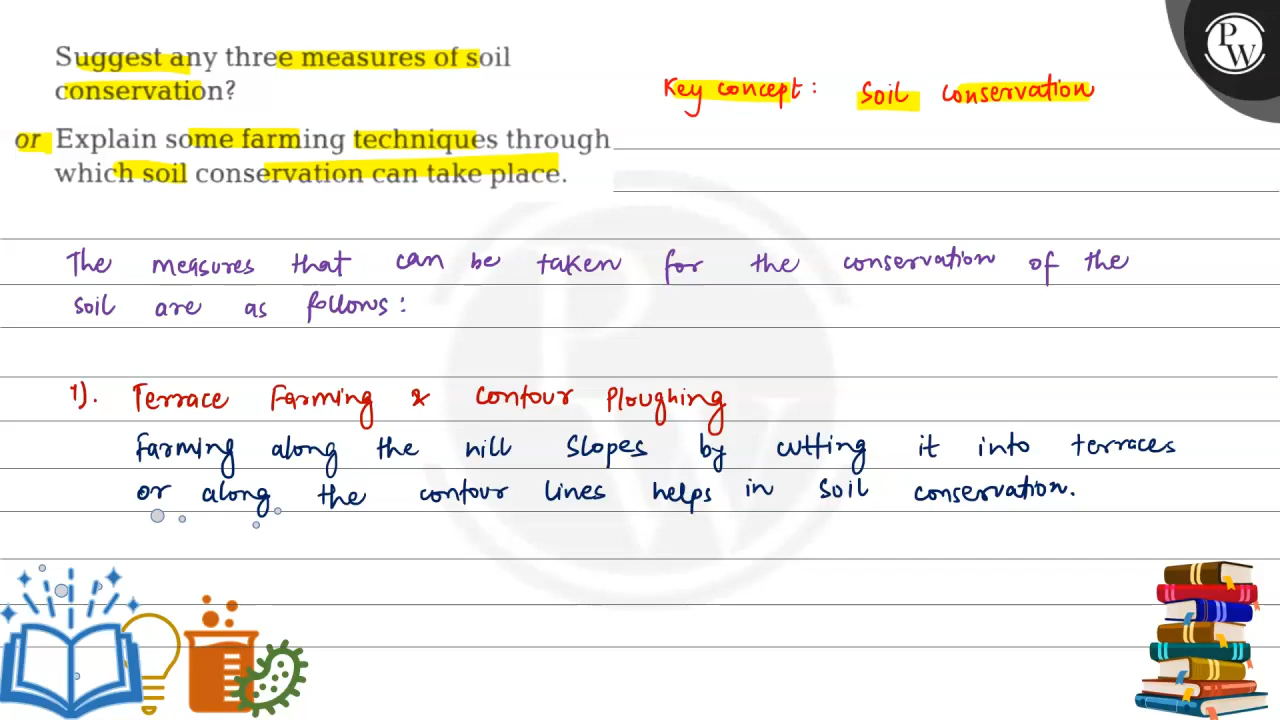 Suggest any three measures of soil
conservation?
Key concept: Soil conservation
or Explain some farming techniques through
which soil conservation can take place.
The measures that can be taken for the conservation of the
soil are as follows:
1). Terrace Farming & Contour Ploughing
Farming along the hill slopes by cutting it into terraces
or along the contour lines helps in soil conservation.
PW
PW